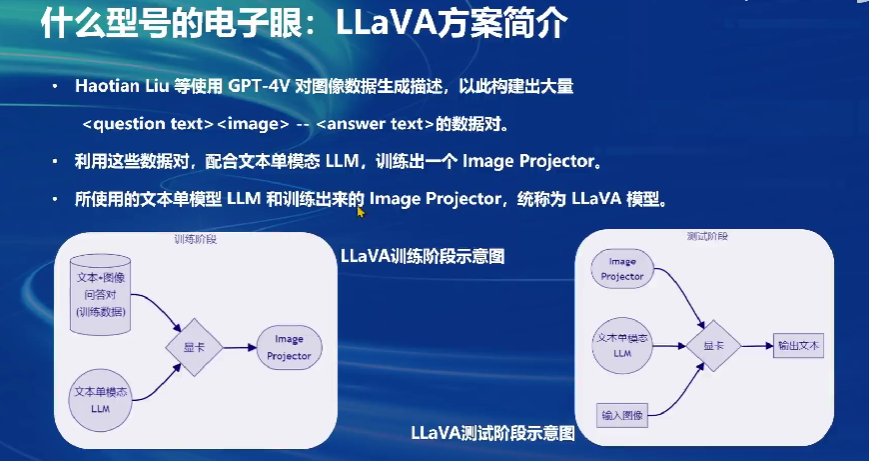 什么型号的电子眼：LLaVA方案简介
• Haotian Liu 等使用 GPT-4V 对图像数据生成描述，以此构建出大量
<question text><image> -- <answer text>的数据对。
• 利用这些数据对，配合文本单模态 LLM，训练出一个 Image Projector。
• 所使用的文本单模型 LLM 和训练出来的 Image Projector，统称为 LLaVA 模型。
训练阶段
文本+图像
问答对
(训练数据)
文本单模态
LLM
显卡
Image
Projector
LLaVA训练阶段示意图
测试阶段
Image
Projector
文本单模态
LLM
输入图像
显卡
输出文本
LLaVA测试阶段示意图